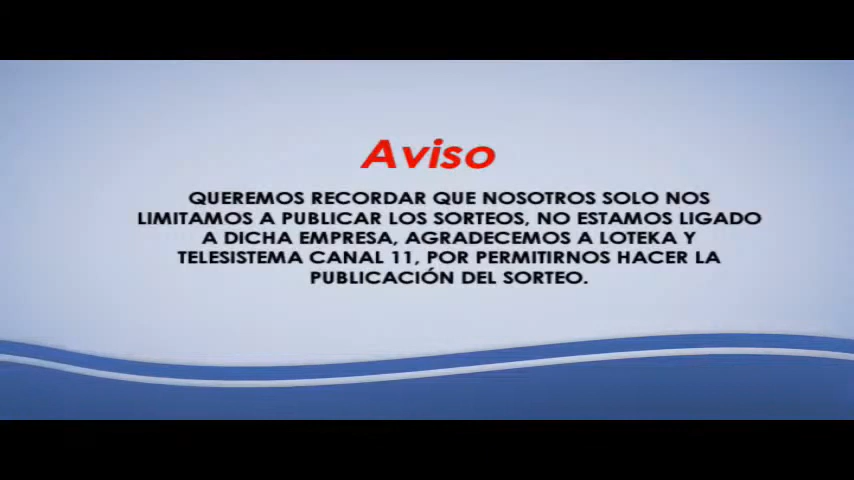 Aviso
QUEREMOS RECORDAR QUE NOSOTROS SOLO NOS
LIMITAMOS A PUBLICAR LOS SORTEOS, NO ESTAMOS LIGADO
A DICHA EMPRESA, AGRADECEMOS A LOTEKA Y
TELESISTEMA CANAL 11, POR PERMITIRNOS HACER LA
PUBLICACIÓN DEL SORTEO.